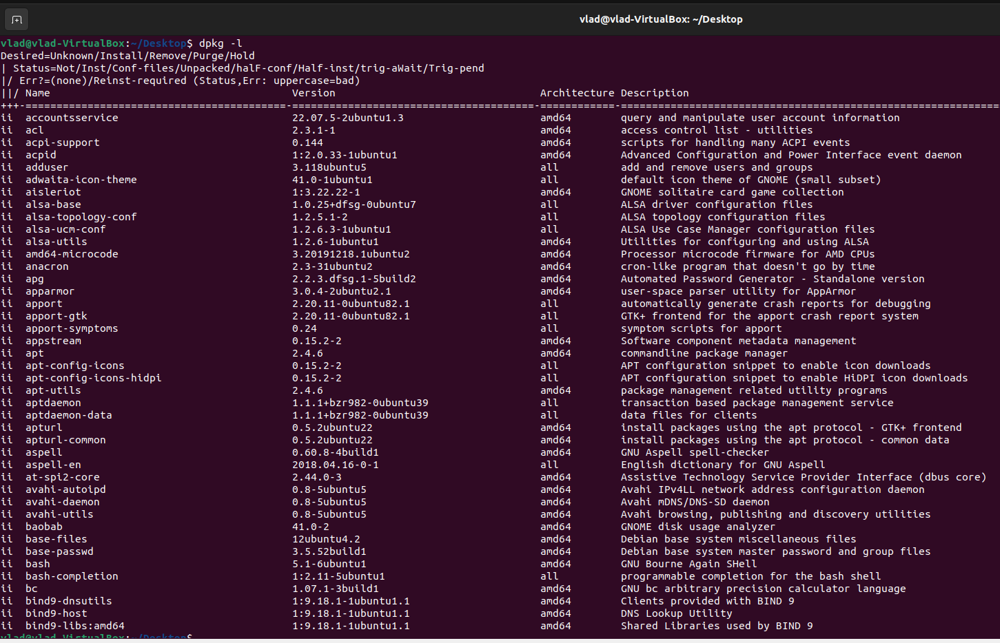 vlad@vlad-VirtualBox: ~/Desktop
vlad@vlad-VirtualBox:~/Desktop$ dpkg -l
Desired=Unknown/Install/Remove/Purge/Hold
| Status=Not/Inst/Conf-files/Unpacked/halF-conf/Half-inst/trig-aWait/Trig-pend
|/ Err?=(none)/Reinst-required (Status,Err: uppercase=bad)
||/ Name Version Architecture Description
+++-==========================================-=======================================-============-=============================================================
ii accountsservice 22.07.5-2ubuntu1.3 amd64 query and manipulate user account information
ii acl 2.3.1-1 amd64 access control list - utilities
ii acpi-support 0.144 amd64 scripts for handling many ACPI events
ii acpid 1:2.0.33-1ubuntu1 amd64 Advanced Configuration and Power Interface event daemon
ii adduser 3.118ubuntu5 all add and remove users and groups
ii adwaita-icon-theme 41.0-1ubuntu1 all default icon theme of GNOME (small subset)
ii aisleriot 1:3.22.22-1 amd64 GNOME solitaire card game collection
ii alsa-base 1.0.25+dfsg-0ubuntu7 all ALSA driver configuration files
ii alsa-topology-conf 1.2.5.1-2 all ALSA topology configuration files
ii alsa-ucm-conf 1.2.6.3-1ubuntu1 all ALSA Use Case Manager configuration files
ii alsa-utils 1.2.6-1ubuntu1 amd64 Utilities for configuring and using ALSA
ii amd64-microcode 3.20191218.1ubuntu2 amd64 Processor microcode firmware for AMD CPUs
ii anacron 2.3-31ubuntu2 amd64 cron-like program that doesn't go by time
ii apg 2.2.3.dfsg.1-5build2 amd64 Automated Password Generator - Standalone version
ii apparmor 3.0.4-2ubuntu2.1 amd64 user-space parser utility for AppArmor
ii apport 2.20.11-0ubuntu82.1 all automatically generate crash reports for debugging
ii apport-gtk 2.20.11-0ubuntu82.1 all GTK+ frontend for the apport crash report system
ii apport-symptoms 0.24 all symptom scripts for apport
ii appstream 0.15.2-2 amd64 Software component metadata management
ii apt 2.4.6 amd64 commandline package manager
ii apt-config-icons 0.15.2-2 all APT configuration snippet to enable icon downloads
ii apt-config-icons-hidpi 0.15.2-2 all APT configuration snippet to enable HiDPI icon downloads
ii apt-utils 2.4.6 amd64 package management related utility programs
ii aptdaemon 1.1.1+bzr982-0ubuntu39 all transaction based package management service
ii aptdaemon-data 1.1.1+bzr982-0ubuntu39 all data files for clients
ii apturl 0.5.2ubuntu22 amd64 install packages using the apt protocol - GTK+ frontend
ii apturl-common 0.5.2ubuntu22 amd64 install packages using the apt protocol - common data
ii aspell 0.60.8-4build1 amd64 GNU Aspell spell-checker
ii aspell-en 2018.04.16-0-1 all English dictionary for GNU Aspell
ii at-spi2-core 2.44.0-3 amd64 Assistive Technology Service Provider Interface (dbus core)
ii avahi-autoipd 0.8-5ubuntu5 amd64 Avahi IPv4LL network address configuration daemon
ii avahi-daemon 0.8-5ubuntu5 amd64 Avahi mDNS/DNS-SD daemon
ii avahi-utils 0.8-5ubuntu5 amd64 Avahi browsing, publishing and discovery utilities
ii baobab 41.0-2 amd64 GNOME disk usage analyzer
ii base-files 12ubuntu4.2 amd64 Debian base system miscellaneous files
ii base-passwd 3.5.52build1 amd64 Debian base system master password and group files
ii bash 5.1-6ubuntu1 amd64 GNU Bourne Again SHell
ii bash-completion 1:2.11-5ubuntu1 all programmable completion for the bash shell
ii bc 1.07.1-3build1 amd64 GNU bc arbitrary precision calculator language
ii bind9-dnsutils 1:9.18.1-1ubuntu1.1 amd64 Clients provided with BIND 9
ii bind9-host 1:9.18.1-1ubuntu1.1 amd64 DNS Lookup Utility
ii bind9-libs:amd64 1:9.18.1-1ubuntu1.1 amd64 Shared Libraries used by BIND 9
vlad@vlad-VirtualBox:~/Desktop$